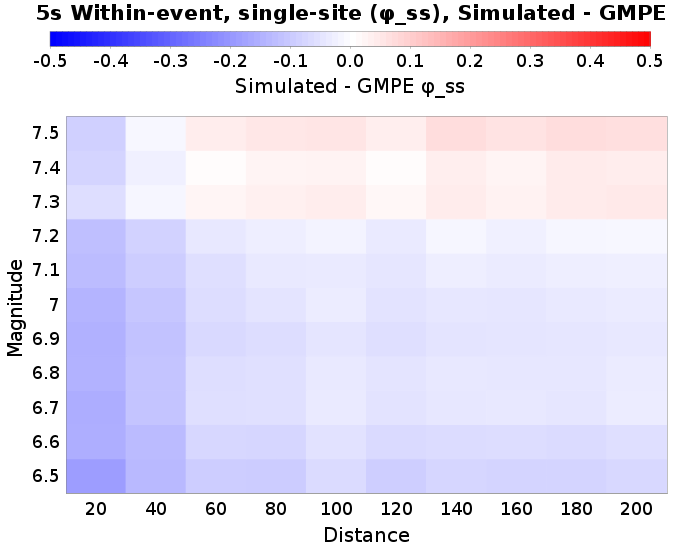 5s Within-event, single-site (φ_ss), Simulated - GMPE
-0.5 -0.4 -0.3 -0.2 -0.1 0.0 0.1 0.2 0.3 0.4 0.5
Simulated - GMPE φ_ss
Magnitude
7.5
7.4
7.3
7.2
7.1
7
6.9
6.8
6.7
6.6
6.5
20 40 60 80 100 120 140 160 180 200
Distance